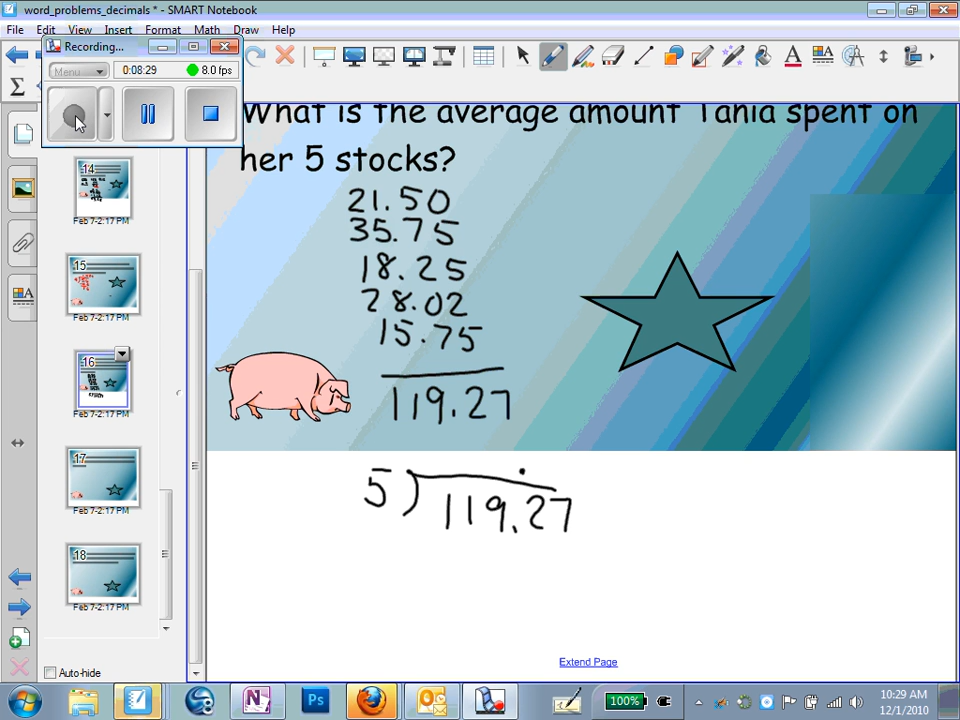 word_problems_decimals * - SMART Notebook
File Edit View Insert Format Math Draw Help
Recording...
Menu 0:08:29 8.0 fps
What is the average amount Tania spent on
her 5 stocks?
21.50
35.75
18.25
28.02
15.75
119.27
5 119.27
Extend Page
14
Feb 7-2:17 PM
15
Feb 7-2:17 PM
16
Feb 7-2:17 PM
17
Feb 7-2:17 PM
18
Feb 7-2:17 PM
Auto-hide
Ps
100%
10:29 AM
12/1/2010